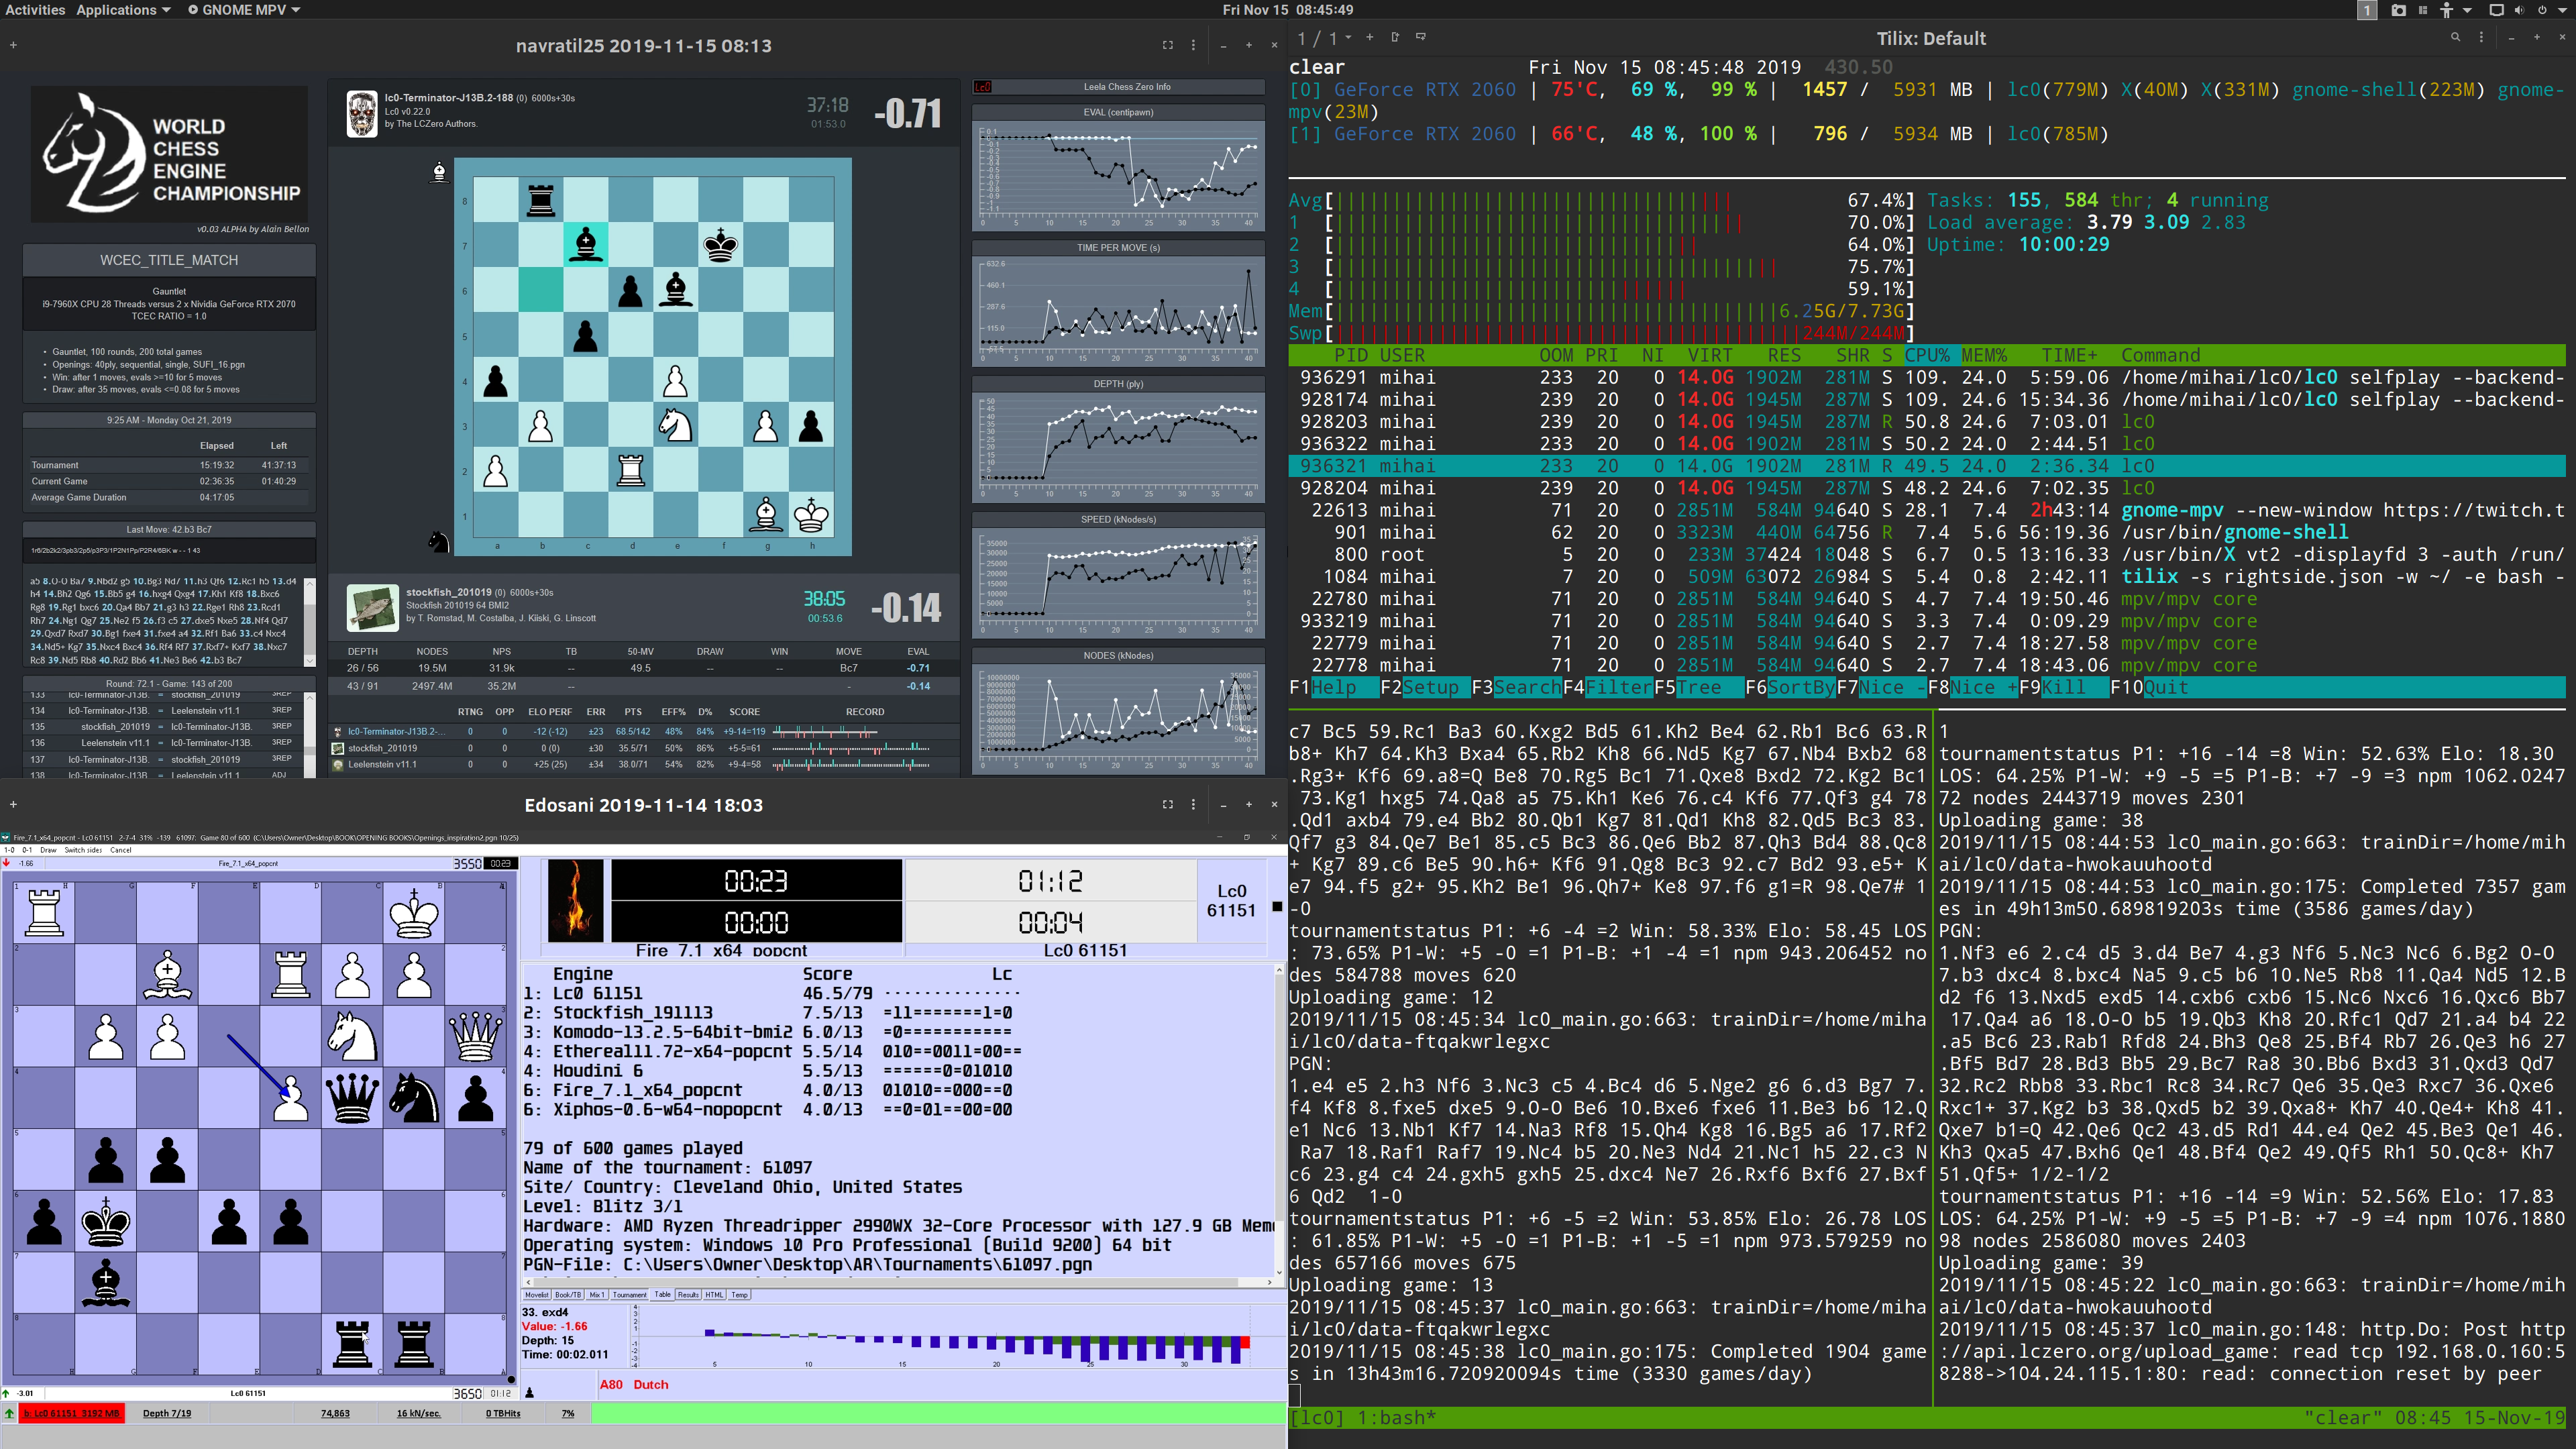 Activities Applications GNOME MPV
Fri Nov 15 08:45:49
1
navratil25 2019-11-15 08:13
WORLD
CHESS
ENGINE
CHAMPIONSHIP
v0.03 ALPHA by Alain Bellon
WCEC_TITLE_MATCH
Gauntlet
i9-7960X CPU 28 Threads versus 2 x Nvidia GeForce RTX 2070
TCEC RATIO = 1.0
• Gauntlet, 100 rounds, 200 total games
• Openings: 40ply, sequential, single, SUFI_16.pgn
• Win: after 1 moves, evals >=10 for 5 moves
• Draw: after 35 moves, evals <=0.08 for 5 moves
9:25 AM - Monday Oct 21, 2019
Elapsed Left
Tournament 15:19:32 41:37:13
Current Game 02:36:35 01:40:29
Average Game Duration 04:17:05
Last Move: 42.b3 Bc7
1r6/2b2k2/3pb3/2p5/p3P3/1P2N1Pp/P2R4/6BK w - - 1 43
a5 8.O-O Ba7 9.Nbd2 g5 10.Bg3 Nd7 11.h3 Qf6 12.Rc1 h5 13.d4
h4 14.Bh2 Qg6 15.Bb5 g4 16.hxg4 Qxg4 17.Kh1 Kf8 18.Bxc6
Rg8 19.Rg1 bxc6 20.Qa4 Bb7 21.g3 h3 22.Rge1 Rh8 23.Rcd1
Rh7 24.Ng1 Qg7 25.Ne2 f5 26.f3 c5 27.dxe5 Nxe5 28.Nf4 Qd7
29.Qxd7 Rxd7 30.Bg1 fxe4 31.fxe4 a4 32.Rf1 Ba6 33.c4 Nxc4
34.Nd5+ Kg7 35.Nxc4 Bxc4 36.Rf4 Rf7 37.Rxf7+ Kxf7 38.Nxc7
Rc8 39.Nd5 Rb8 40.Rd2 Bb6 41.Ne3 Be6 42.b3 Bc7
Round: 72.1 - Game: 143 of 200
133 lc0-Terminator-J13B. = stockfish_201019 3REP
134 lc0-Terminator-J13B. = Leelenstein v11.1 3REP
135 stockfish_201019 = lc0-Terminator-J13B. 3REP
136 Leelenstein v11.1 = lc0-Terminator-J13B. 3REP
137 lc0-Terminator-J13B. = stockfish_201019 3REP
138 lc0-Terminator-J13B. = Leelenstein v11.1 ADJ
lc0-Terminator-J13B.2-188 (0) 6000s+30s
Lc0 v0.22.0
by The LCZero Authors.
37:18
01:53.0
-0.71
8
7
6
5
4
3
2
1
a b c d e f g h
stockfish_201019 (0) 6000s+30s
Stockfish 201019 64 BMI2
by T. Romstad, M. Costalba, J. Kiiski, G. Linscott
38:05
00:53.6
-0.14
DEPTH NODES NPS TB 50-MV DRAW WIN MOVE EVAL
26 / 56 19.5M 31.9k -- 49.5 -- -- Bc7 -0.71
43 / 91 2497.4M 35.2M -- - -0.14
RTNG OPP ELO PERF ERR PTS EFF% D% SCORE RECORD
lc0-Terminator-J13B.2-... 0 0 -12 (-12) ±23 68.5/142 48% 84% +9-14=119
stockfish_201019 0 0 0 (0) ±30 35.5/71 50% 86% +5-5=61
Leelenstein v11.1 0 0 +25 (25) ±34 38.0/71 54% 82% +9-4=58
Lc0 Leela Chess Zero Info
EVAL (centipawn)
TIME PER MOVE (s)
632.6
460.1
287.6
115.0
-57.5
DEPTH (ply)
SPEED (kNodes/s)
NODES (kNodes)
1 / 1 Tilix: Default
clear Fri Nov 15 08:45:48 2019 430.50
[0] GeForce RTX 2060 | 75'C, 69 %, 99 % | 1457 / 5931 MB | lc0(779M) X(40M) X(331M) gnome-shell(223M) gnome-
mpv(23M)
[1] GeForce RTX 2060 | 66'C, 48 %, 100 % | 796 / 5934 MB | lc0(785M)
Avg[ 67.4%] Tasks: 155, 584 thr; 4 running
1 [ 70.0%] Load average: 3.79 3.09 2.83
2 [ 64.0%] Uptime: 10:00:29
3 [ 75.7%]
4 [ 59.1%]
Mem[ 6.25G/7.73G]
Swp[ 244M/244M]
PID USER OOM PRI NI VIRT RES SHR S CPU% MEM% TIME+ Command
936291 mihai 233 20 0 14.0G 1902M 281M S 109. 24.0 5:59.06 /home/mihai/lc0/lc0 selfplay --backend-
928174 mihai 239 20 0 14.0G 1945M 287M S 109. 24.6 15:34.36 /home/mihai/lc0/lc0 selfplay --backend-
928203 mihai 239 20 0 14.0G 1945M 287M R 50.8 24.6 7:03.01 lc0
936322 mihai 233 20 0 14.0G 1902M 281M S 50.2 24.0 2:44.51 lc0
936321 mihai 233 20 0 14.0G 1902M 281M R 49.5 24.0 2:36.34 lc0
928204 mihai 239 20 0 14.0G 1945M 287M S 48.2 24.6 7:02.35 lc0
22613 mihai 71 20 0 2851M 584M 94640 S 28.1 7.4 2h43:14 gnome-mpv --new-window https://twitch.t
901 mihai 62 20 0 3323M 440M 64756 R 7.4 5.6 56:19.36 /usr/bin/gnome-shell
800 root 5 20 0 233M 37424 18048 S 6.7 0.5 13:16.33 /usr/bin/X vt2 -displayfd 3 -auth /run/
1084 mihai 7 20 0 509M 63072 26984 S 5.4 0.8 2:42.11 tilix -s rightside.json -w ~/ -e bash -
22780 mihai 71 20 0 2851M 584M 94640 S 4.7 7.4 19:50.46 mpv/mpv core
933219 mihai 71 20 0 2851M 584M 94640 S 3.3 7.4 0:09.29 mpv/mpv core
22779 mihai 71 20 0 2851M 584M 94640 S 2.7 7.4 18:27.58 mpv/mpv core
22778 mihai 71 20 0 2851M 584M 94640 S 2.7 7.4 18:43.06 mpv/mpv core
F1Help F2Setup F3SearchF4FilterF5Tree F6SortByF7Nice -F8Nice +F9Kill F10Quit
c7 Bc5 59.Rc1 Ba3 60.Kxg2 Bd5 61.Kh2 Be4 62.Rb1 Bc6 63.R
b8+ Kh7 64.Kh3 Bxa4 65.Rb2 Kh8 66.Nd5 Kg7 67.Nb4 Bxb2 68
.Rg3+ Kf6 69.a8=Q Be8 70.Rg5 Bc1 71.Qxe8 Bxd2 72.Kg2 Bc1
73.Kg1 hxg5 74.Qa8 a5 75.Kh1 Ke6 76.c4 Kf6 77.Qf3 g4 78
.Qd1 axb4 79.e4 Bb2 80.Qb1 Kg7 81.Qd1 Kh8 82.Qd5 Bc3 83.
Qf7 g3 84.Qe7 Be1 85.c5 Bc3 86.Qe6 Bb2 87.Qh3 Bd4 88.Qc8
+ Kg7 89.c6 Be5 90.h6+ Kf6 91.Qg8 Bc3 92.c7 Bd2 93.e5+ K
e7 94.f5 g2+ 95.Kh2 Be1 96.Qh7+ Ke8 97.f6 g1=R 98.Qe7# 1
-0
tournamentstatus P1: +6 -4 =2 Win: 58.33% Elo: 58.45 LOS
: 73.65% P1-W: +5 -0 =1 P1-B: +1 -4 =1 npm 943.206452 no
des 584788 moves 620
Uploading game: 12
2019/11/15 08:45:34 lc0_main.go:663: trainDir=/home/miha
i/lc0/data-ftqakwrlegxc
PGN:
1.e4 e5 2.h3 Nf6 3.Nc3 c5 4.Bc4 d6 5.Nge2 g6 6.d3 Bg7 7.
f4 Kf8 8.fxe5 dxe5 9.O-O Be6 10.Bxe6 fxe6 11.Be3 b6 12.Q
e1 Nc6 13.Nb1 Kf7 14.Na3 Rf8 15.Qh4 Kg8 16.Bg5 a6 17.Rf2
Ra7 18.Raf1 Raf7 19.Nc4 b5 20.Ne3 Nd4 21.Nc1 h5 22.c3 N
c6 23.g4 c4 24.gxh5 gxh5 25.dxc4 Ne7 26.Rxf6 Bxf6 27.Bxf
6 Qd2 1-0
tournamentstatus P1: +6 -5 =2 Win: 53.85% Elo: 26.78 LOS
: 61.85% P1-W: +5 -0 =1 P1-B: +1 -5 =1 npm 973.579259 no
des 657166 moves 675
Uploading game: 13
2019/11/15 08:45:37 lc0_main.go:663: trainDir=/home/miha
i/lc0/data-ftqakwrlegxc
2019/11/15 08:45:38 lc0_main.go:175: Completed 1904 game
s in 13h43m16.720920094s time (3330 games/day)
1
tournamentstatus P1: +16 -14 =8 Win: 52.63% Elo: 18.30
LOS: 64.25% P1-W: +9 -5 =5 P1-B: +7 -9 =3 npm 1062.0247
72 nodes 2443719 moves 2301
Uploading game: 38
2019/11/15 08:44:53 lc0_main.go:663: trainDir=/home/mih
ai/lc0/data-hwokauuhootd
2019/11/15 08:44:53 lc0_main.go:175: Completed 7357 gam
es in 49h13m50.689819203s time (3586 games/day)
PGN:
1.Nf3 e6 2.c4 d5 3.d4 Be7 4.g3 Nf6 5.Nc3 Nc6 6.Bg2 O-O
7.b3 dxc4 8.bxc4 Na5 9.c5 b6 10.Ne5 Rb8 11.Qa4 Nd5 12.B
d2 f6 13.Nxd5 exd5 14.cxb6 cxb6 15.Nc6 Nxc6 16.Qxc6 Bb7
17.Qa4 a6 18.O-O b5 19.Qb3 Kh8 20.Rfc1 Qd7 21.a4 b4 22
.a5 Bc6 23.Rab1 Rfd8 24.Bh3 Qe8 25.Bf4 Rb7 26.Qe3 h6 27
.Bf5 Bd7 28.Bd3 Bb5 29.Bc7 Ra8 30.Bb6 Bxd3 31.Qxd3 Qd7
32.Rc2 Rbb8 33.Rbc1 Rc8 34.Rc7 Qe6 35.Qe3 Rxc7 36.Qxe6
Rxc1+ 37.Kg2 b3 38.Qxd5 b2 39.Qxa8+ Kh7 40.Qe4+ Kh8 41.
Qxe7 b1=Q 42.Qe6 Qc2 43.d5 Rd1 44.e4 Qe2 45.Be3 Qe1 46.
Kh3 Qxa5 47.Bxh6 Qe1 48.Bf4 Qe2 49.Qf5 Rh1 50.Qc8+ Kh7
51.Qf5+ 1/2-1/2
tournamentstatus P1: +16 -14 =9 Win: 52.56% Elo: 17.83
LOS: 64.25% P1-W: +9 -5 =5 P1-B: +7 -9 =4 npm 1076.1880
98 nodes 2586080 moves 2403
Uploading game: 39
2019/11/15 08:45:22 lc0_main.go:663: trainDir=/home/mih
ai/lc0/data-hwokauuhootd
2019/11/15 08:45:37 lc0_main.go:148: http.Do: Post http
://api.lczero.org/upload_game: read tcp 192.168.0.160:5
8288->104.24.115.1:80: read: connection reset by peer
[lc0] 1:bash* "clear" 08:45 15-Nov-19
Edosani 2019-11-14 18:03
Fire_7.1_x64_popcnt - Lc0 61151 2-7-4 31% -139 61097. Game 80 of 600 (C:\Users\Owner\Desktop\BOOK\OPENING BOOKS\Openings_inspiration2.pgn 10/25)
1-0 0-1 Draw Switch sides Cancel
-1.66 Fire_7.1_x64_popcnt 3550 00:23
00:23 01:12
00:00 00:04
Lc0
61151
Fire 7.1 x64 popcnt Lc0 61151
Engine Score Lc
1: Lc0 61151 46.5/79 ··············
2: Stockfish_191113 7.5/13 =11=======1=0
3: Komodo-13.2.5-64bit-bmi2 6.0/13 =0===========
4: Ethereal11.72-x64-popcnt 5.5/14 010==0011=00==
4: Houdini 6 5.5/13 ======0=01010
6: Fire_7.1_x64_popcnt 4.0/13 01010==000==0
6: Xiphos-0.6-w64-nopopcnt 4.0/13 ==0=01==00=00
79 of 600 games played
Name of the tournament: 61097
Site/ Country: Cleveland Ohio, United States
Level: Blitz 3/1
Hardware: AMD Ryzen Threadripper 2990WX 32-Core Processor with 127.9 GB Mem
Operating system: Windows 10 Pro Professional (Build 9200) 64 bit
PGN-File: C:\Users\Owner\Desktop\AR\Tournaments\61097.pgn
Movelist Book/TB Mix 1 Tournament Table Results HTML Temp
33. exd4
Value: -1.66
Depth: 15
Time: 00:02.011
5 10 15 20 25 30
A80 Dutch
-3.01 Lc0 61151 3650 01:12
b: Lc0 61151 3192 MB Depth 7/19 74,863 16 kN/sec. 0 TBHits 7%